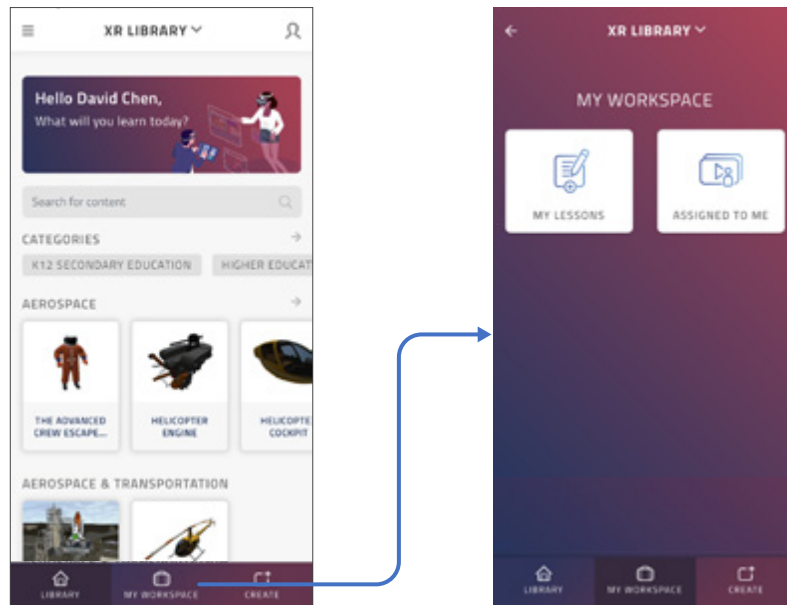 XR LIBRARY
Hello David Chen,
What will you learn today?
Search for content
CATEGORIES
K12 SECONDARY EDUCATION
HIGHER EDUCAT
AEROSPACE
THE ADVANCED
CREW ESCAPE...
HELICOPTER
ENGINE
HELICOPTE
COCKPIT
AEROSPACE & TRANSPORTATION
LIBRARY
MY WORKSPACE
CREATE
XR LIBRARY
MY WORKSPACE
MY LESSONS
ASSIGNED TO ME
LIBRARY
MY WORKSPACE
CREATE